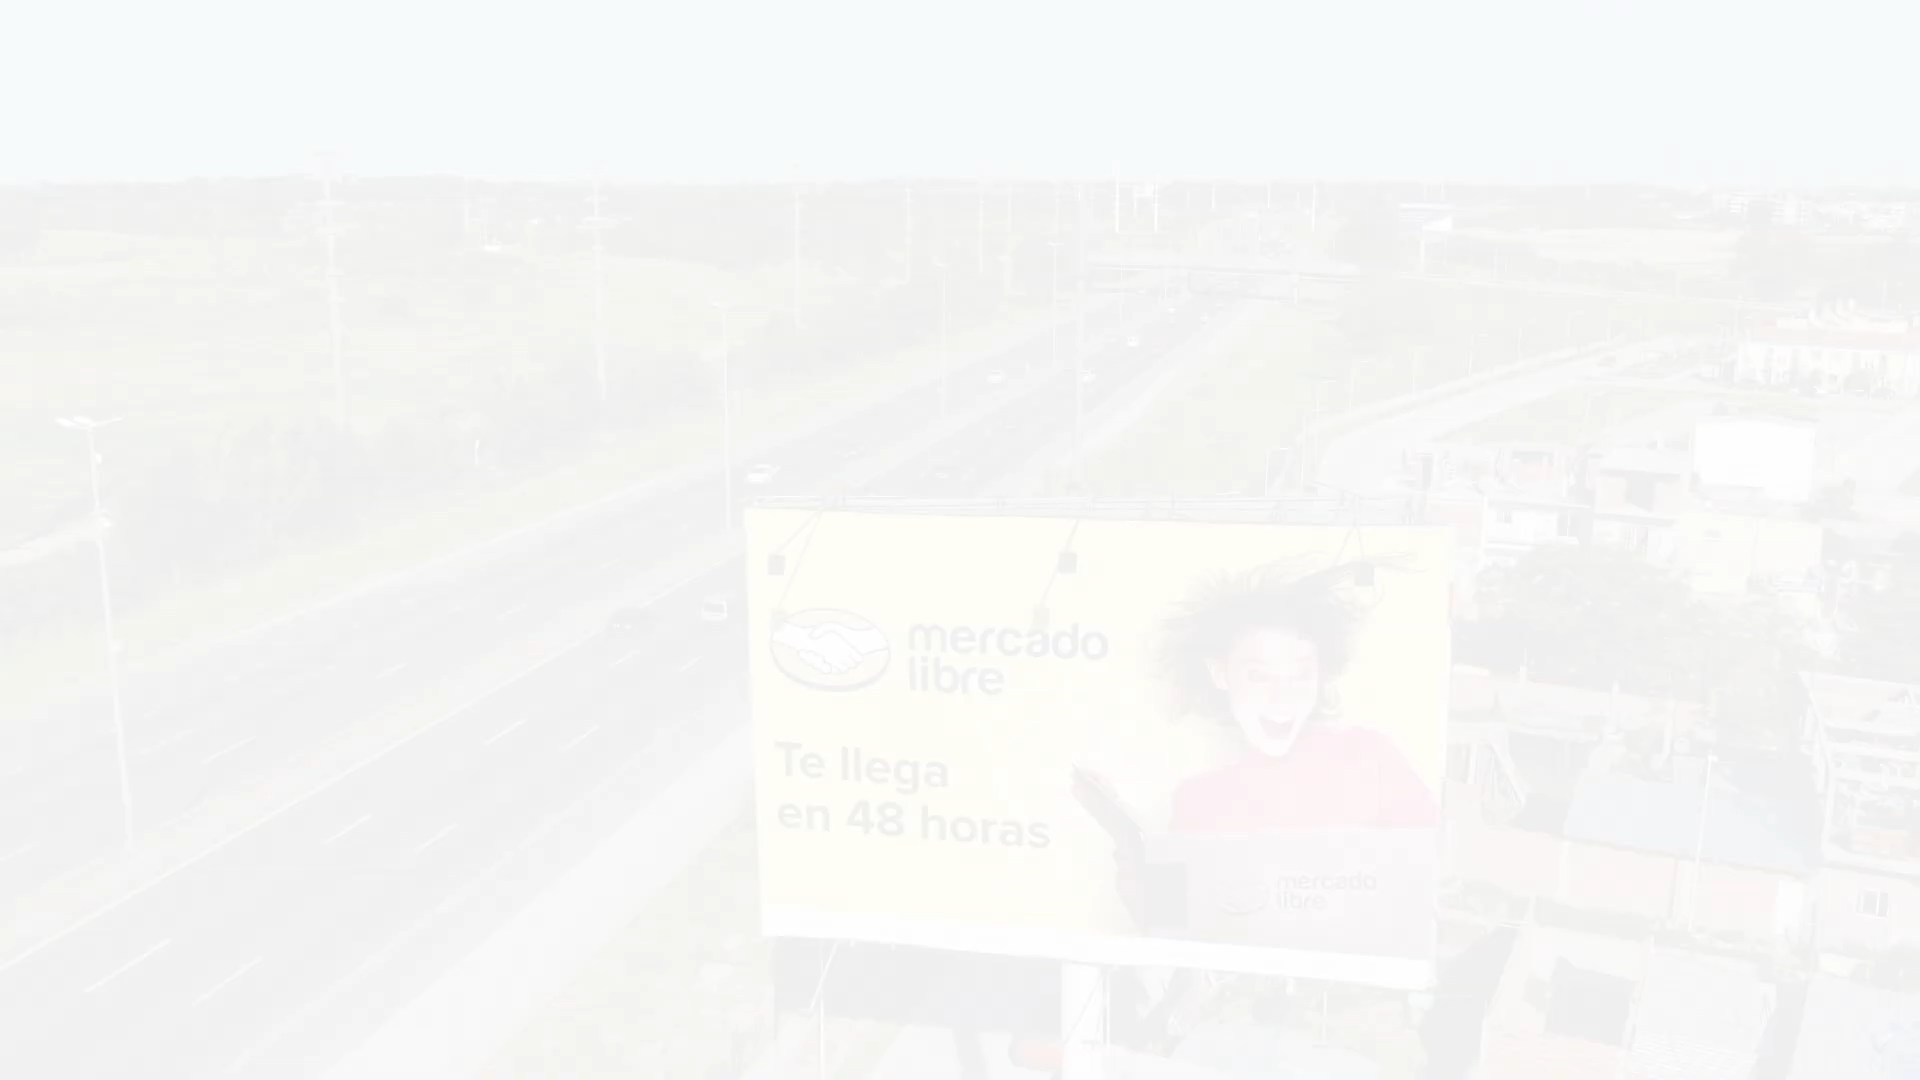 mercado
libre
Te llega
en 48 horas
mercado
libre